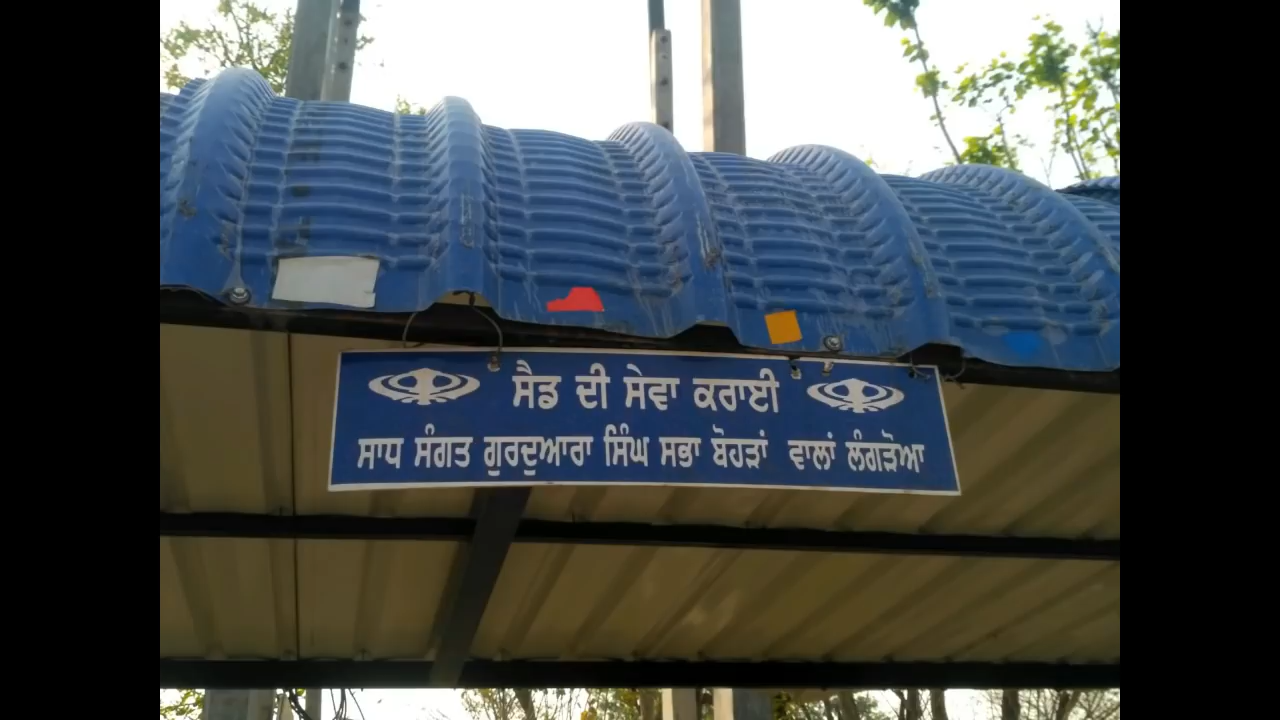 ਸੈਡ ਦੀ ਸੇਵਾ ਕਰਾਈ
ਸਾਧ ਸੰਗਤ ਗੁਰਦੁਆਰਾ ਸਿੰਘ ਸਭਾ ਬੋਹੜਾਂ ਵਾਲਾਂ ਲੰਗੜੋਆ